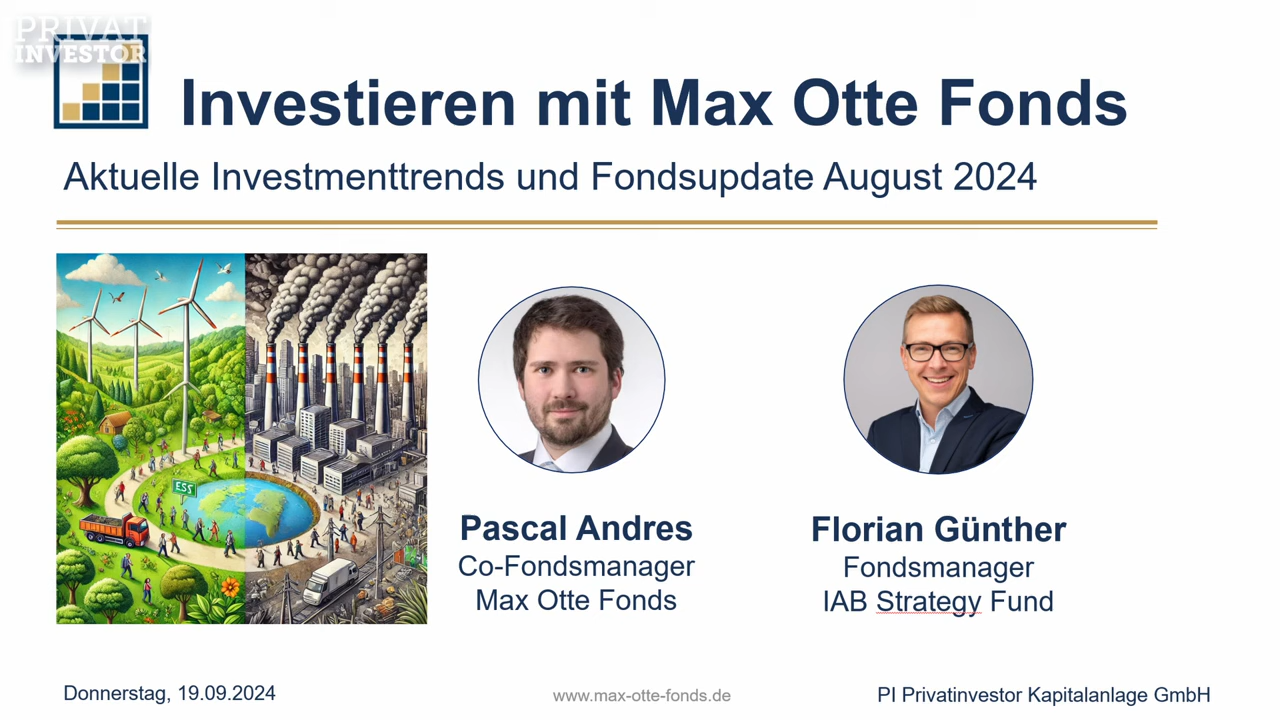 PRIVAT
INVESTOR
Investieren mit Max Otte Fonds
Aktuelle Investmenttrends und Fondsupdate August 2024
ESS
Pascal Andres
Co-Fondsmanager
Max Otte Fonds
Florian Günther
Fondsmanager
IAB Strategy Fund
Donnerstag, 19.09.2024
www.max-otte-fonds.de
PI Privatinvestor Kapitalanlage GmbH